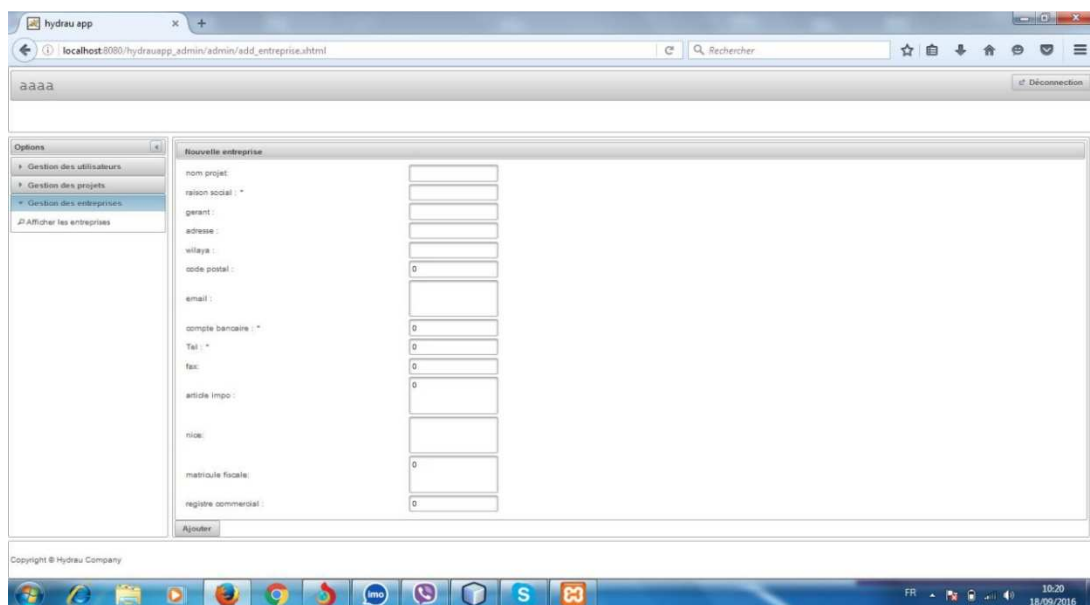 hydrau app
localhost:8080/hydrauapp_admin/admin/add_entreprise.xhtml
Rechercher
aaaa
Déconnection
Options
Gestion des utilisateurs
Gestion des projets
Gestion des entreprises
Afficher les entreprises
Nouvelle entreprise
nom projet:
raison social : *
gerant :
adresse :
wilaya :
code postal : 0
email :
compte bancaire : * 0
Tel : * 0
fax: 0
article impo : 0
nice:
matricule fiscale: 0
registre commercial : 0
Ajouter
Copyright © Hydrau Company
imo
S
FR
10:20
18/09/2016